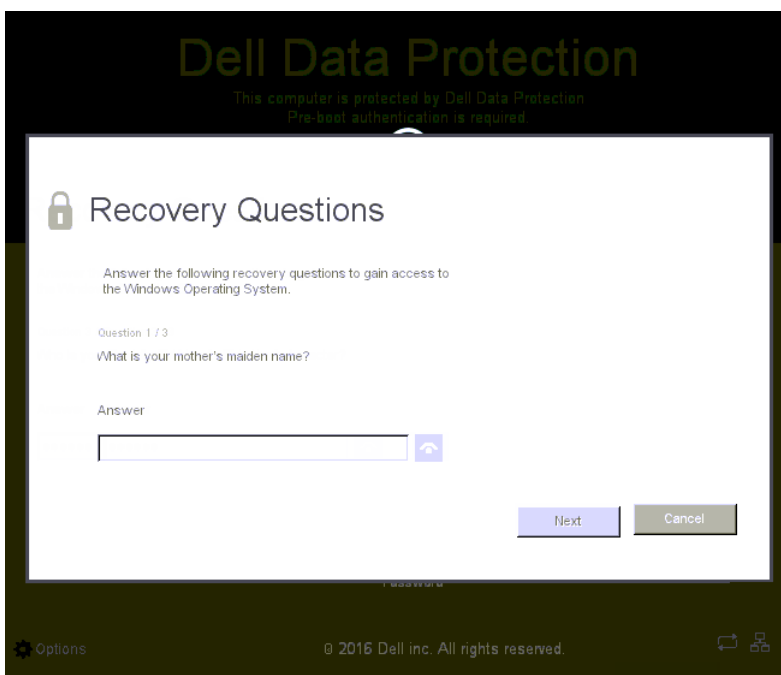 Dell Data Protection
This computer is protected by Dell Data Protection
Pre-boot authentication is required.
Recovery Questions
Answer the following recovery questions to gain access to
the Windows Operating System.
Question 1 / 3
What is your mother's maiden name?
Answer
Next
Cancel
Password
Options
© 2016 Dell inc. All rights reserved.